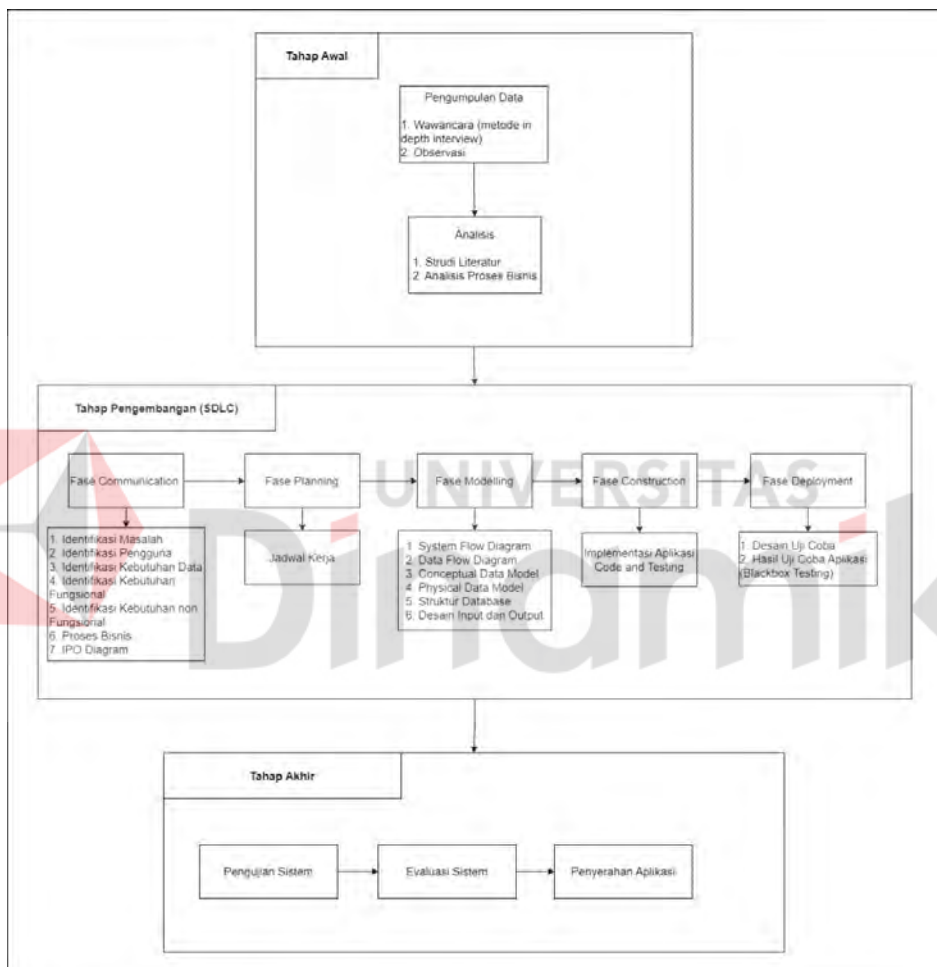 Tahap Awal
Pengumpulan Data
1. Wawancara (metode in
depth interview)
2. Observasi
Analisis
1. Strudi Literatur
2. Analisis Proses Bisnis
Tahap Pengembangan (SDLC)
Fase Communication
Fase Planning
Fase Modelling
Fase Construction
Fase Deployment
1. Identifikasi Masalah
2. Identifikasi Pengguna
3. Identifikasi Kebutuhan Data
4. Identifikasi Kebutuhan
Fungsional
5. Identifikasi Kebutuhan non
Fungsional
6. Proses Bisnis
7. IPO Diagram
Jadwal Kerja
1. System Flow Diagram
2. Data Flow Diagram
3. Conceptual Data Model
4. Physical Data Model
5. Struktur Database
6. Desain Input dan Output
Implementasi Aplikasi
Code and Testing
1. Desain Uji Coba
2. Hasil Uji Coba Aplikasi
(Blackbox Testing)
UNIVERSITAS
Dinamik
Tahap Akhir
Pengujian Sistem
Evaluasi Sistem
Penyerahan Aplikasi